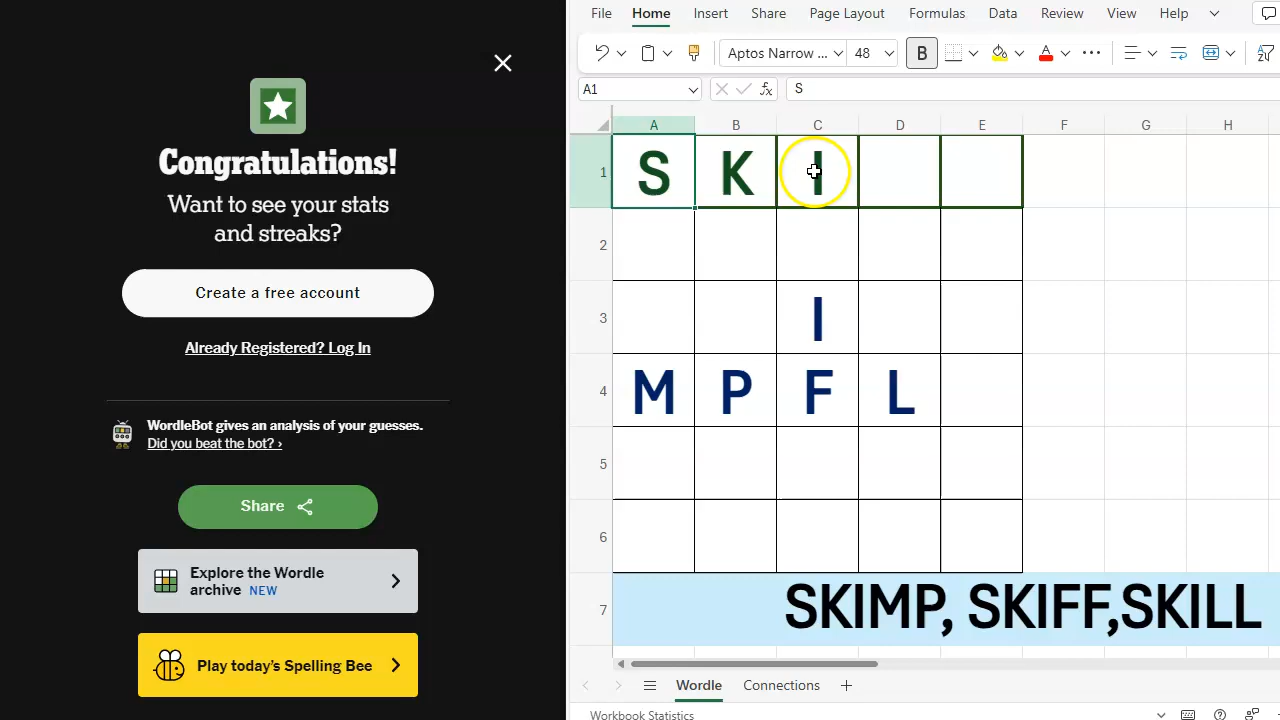 Congratulations!
Want to see your stats
and streaks?
Create a free account
Already Registered? Log In
WordleBot gives an analysis of your guesses.
Did you beat the bot? ›
Share
Explore the Wordle
archive NEW
Play today's Spelling Bee
File Home Insert Share Page Layout Formulas Data Review View Help
Aptos Narrow ... 48 B A
A1 fx S
A B C D E F G H
1 S K I
2
3 I
4 M P F L
5
6
7 SKIMP, SKIFF,SKILL
Wordle Connections
Workbook Statistics